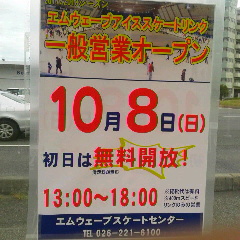 エムウェーブアイススケートリンク
一般営業オープン
10月8日(日)
初日は無料開放!
13:00~18:00
エムウェーブスケートセンター
TEL 026-221-6100